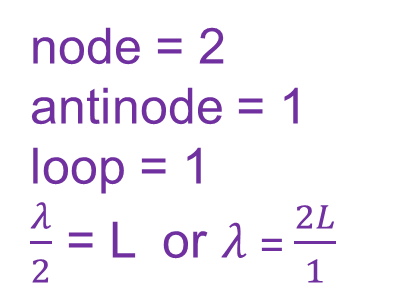 node = 2
antinode = 1
loop = 1
λ/2 = L or λ = 2L/1